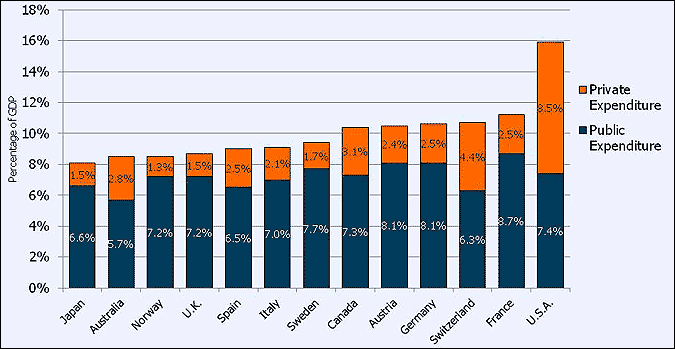 18%
16%
14%
12%
10%
8%
6%
4%
2%
0%
Percentage of GDP
1.5%
2.8%
1.3%
1.5%
2.5%
2.1%
1.7%
3.1%
2.4%
2.5%
4.4%
2.5%
8.5%
6.6%
5.7%
7.2%
7.2%
6.5%
7.0%
7.7%
7.3%
8.1%
8.1%
6.3%
8.7%
7.4%
Japan
Australia
Norway
U.K.
Spain
Italy
Sweden
Canada
Austria
Germany
Switzerland
France
U.S.A.
Private
Expenditure
Public
Expenditure